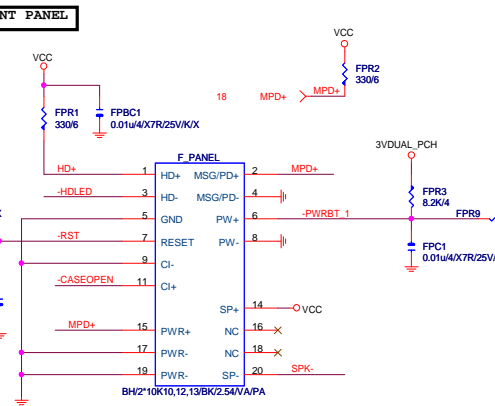 NT PANEL
VCC
VCC
FPR2
330/6
18 MPD+ MPD+
FPR1
330/6
FPBC1
0.01u/4/X7R/25V/K/X
3VDUAL_PCH
F_PANEL
HD+ 1 HD+ MSG/PD+ 2 MPD+
-HDLED 3 HD- MSG/PD- 4
FPR3
8.2K/4
5 GND PW+ 6 -PWRBT_1 FPR9
-RST 7 RESET PW- 8
9 CI-
FPC1
0.01u/4/X7R/25V/
-CASEOPEN 11 CI+
SP+ 14 VCC
MPD+ 15 PWR+ NC 16
17 PWR- NC 18
19 PWR- SP- 20 SPK-
BH/2*10K10,12,13/BK/2.54/VA/PA